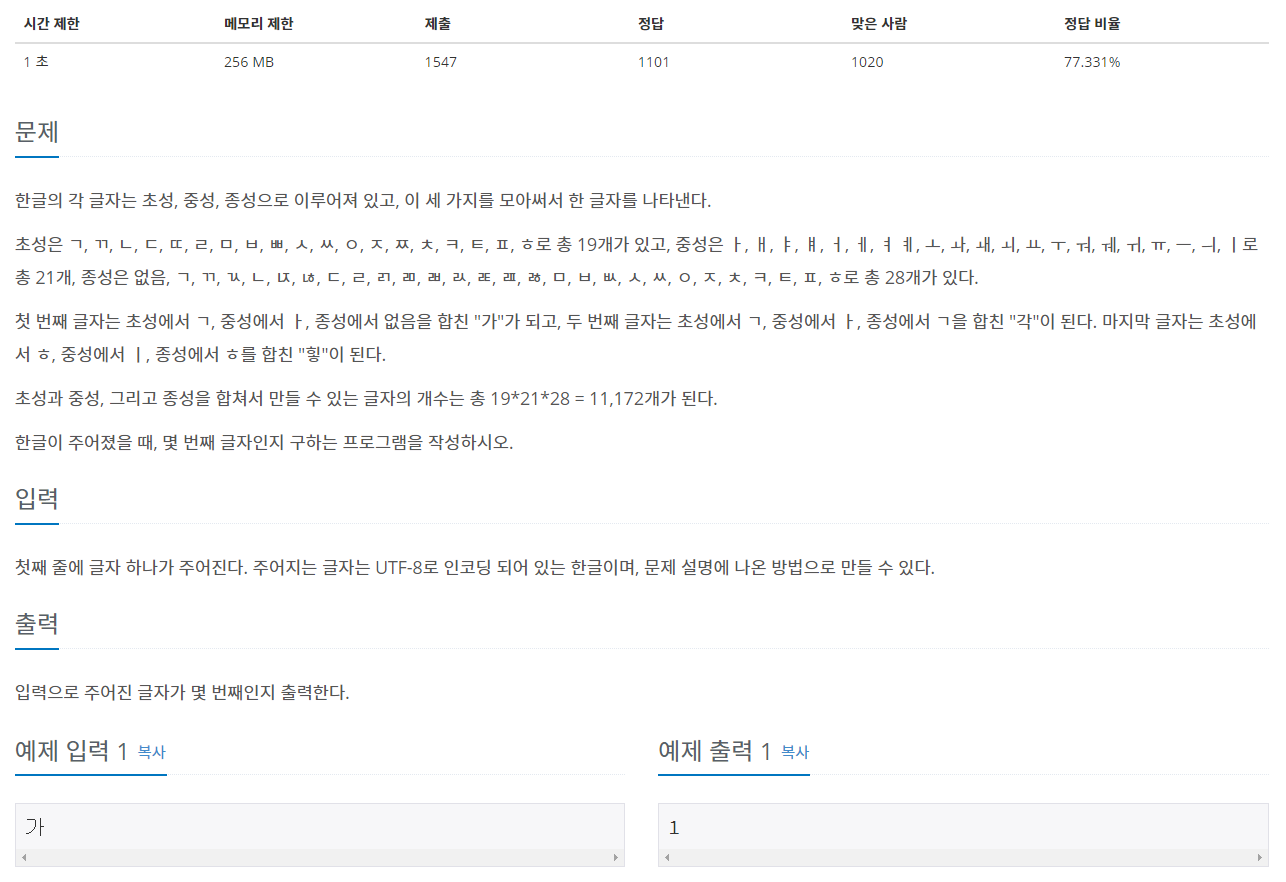 시간 제한 메모리 제한 제출 정답 맞은 사람 정답 비율
1 초 256 MB 1547 1101 1020 77.331%
문제
한글의 각 글자는 초성, 중성, 종성으로 이루어져 있고, 이 세 가지를 모아써서 한 글자를 나타낸다.
초성은 ㄱ, ㄲ, ㄴ, ㄷ, ㄸ, ㄹ, ㅁ, ㅂ, ㅃ, ㅅ, ㅆ, ㅇ, ㅈ, ㅉ, ㅊ, ㅋ, ㅌ, ㅍ, ㅎ로 총 19개가 있고, 중성은 ㅏ, ㅐ, ㅑ, ㅒ, ㅓ, ㅔ, ㅕ ㅖ, ㅗ, ㅘ, ㅙ, ㅚ, ㅛ, ㅜ, ㅝ, ㅞ, ㅟ, ㅠ, ㅡ, ㅢ, ㅣ로
총 21개, 종성은 없음, ㄱ, ㄲ, ㄳ, ㄴ, ㄵ, ㄶ, ㄷ, ㄹ, ㄺ, ㄻ, ㄼ, ㄽ, ㄾ, ㄿ, ㅀ, ㅁ, ㅂ, ㅄ, ㅅ, ㅆ, ㅇ, ㅈ, ㅊ, ㅋ, ㅌ, ㅍ, ㅎ로 총 28개가 있다.
첫 번째 글자는 초성에서 ㄱ, 중성에서 ㅏ, 종성에서 없음을 합친 "가"가 되고, 두 번째 글자는 초성에서 ㄱ, 중성에서 ㅏ, 종성에서 ㄱ을 합친 "각"이 된다. 마지막 글자는 초성에
서 ㅎ, 중성에서 ㅣ, 종성에서 ㅎ를 합친 "힣"이 된다.
초성과 중성, 그리고 종성을 합쳐서 만들 수 있는 글자의 개수는 총 19*21*28 = 11,172개가 된다.
한글이 주어졌을 때, 몇 번째 글자인지 구하는 프로그램을 작성하시오.
입력
첫째 줄에 글자 하나가 주어진다. 주어지는 글자는 UTF-8로 인코딩 되어 있는 한글이며, 문제 설명에 나온 방법으로 만들 수 있다.
출력
입력으로 주어진 글자가 몇 번째인지 출력한다.
예제 입력 1 복사
가
예제 출력 1 복사
1